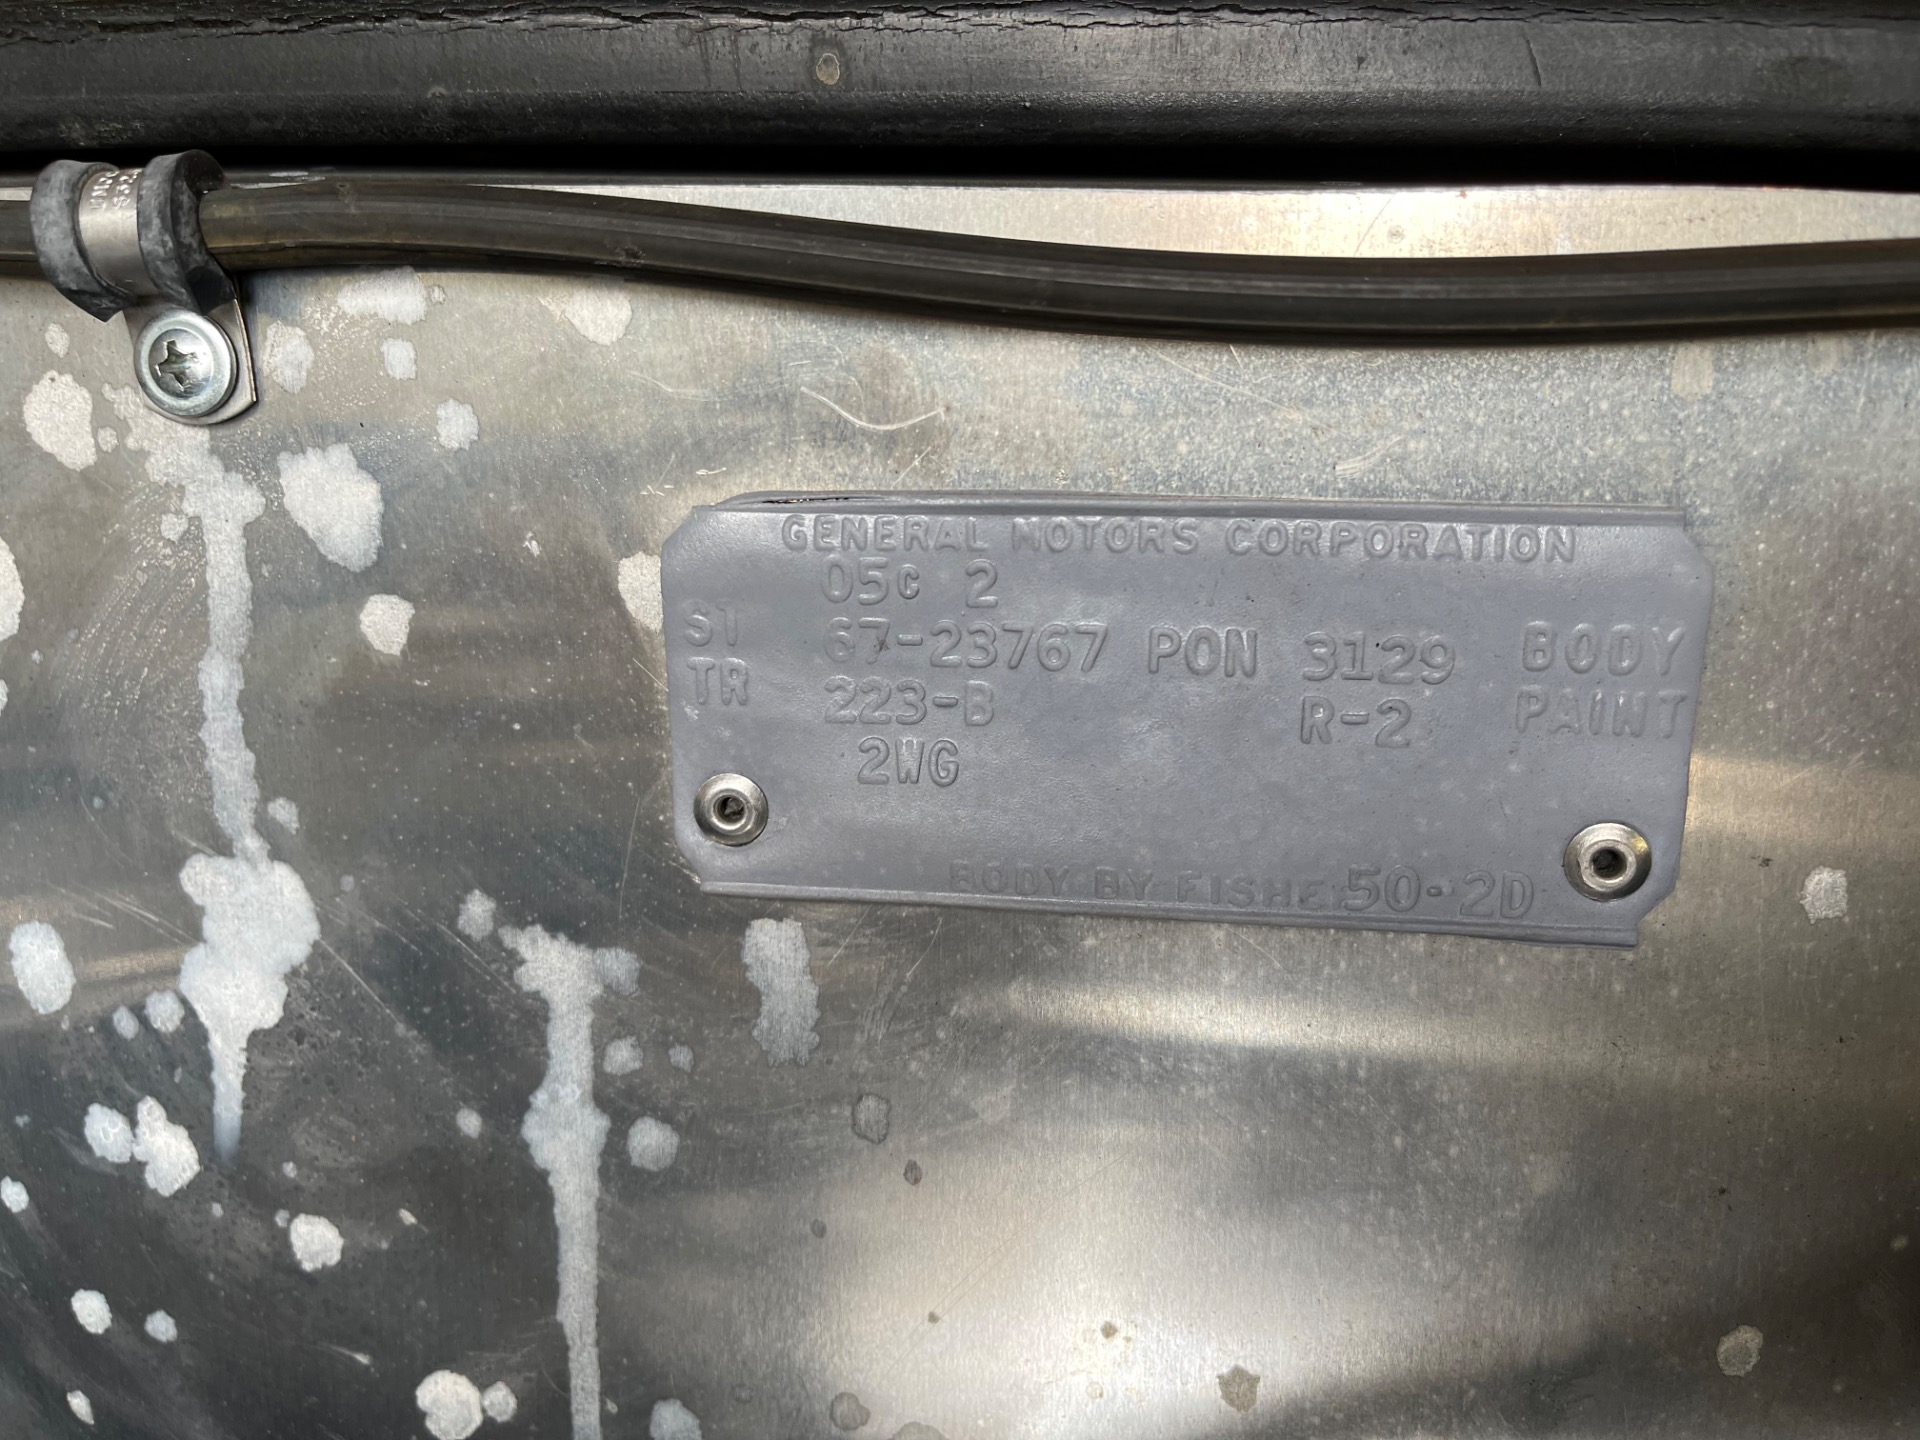 GENERAL MOTORS CORPORATION
05C 2
ST 67-23767 PON 3129 BODY
TR 223-B R-2 PAINT
2WG
BODY BY FISHE 50-2D